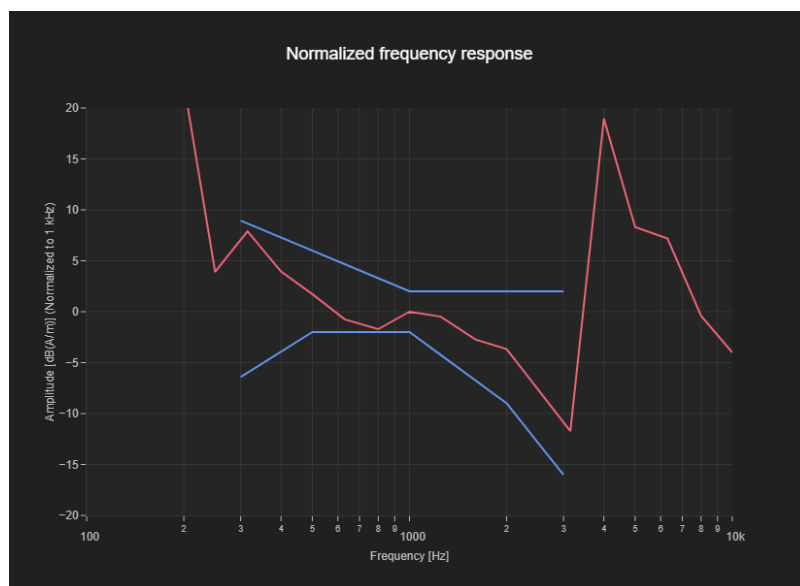 Normalized frequency response
Amplitude [dB(A/m)] (Normalized to 1 kHz)
20
15
10
5
0
−5
−10
−15
−20
100 2 3 4 5 6 7 8 9 1000 2 3 4 5 6 7 8 9 10k
Frequency [Hz]